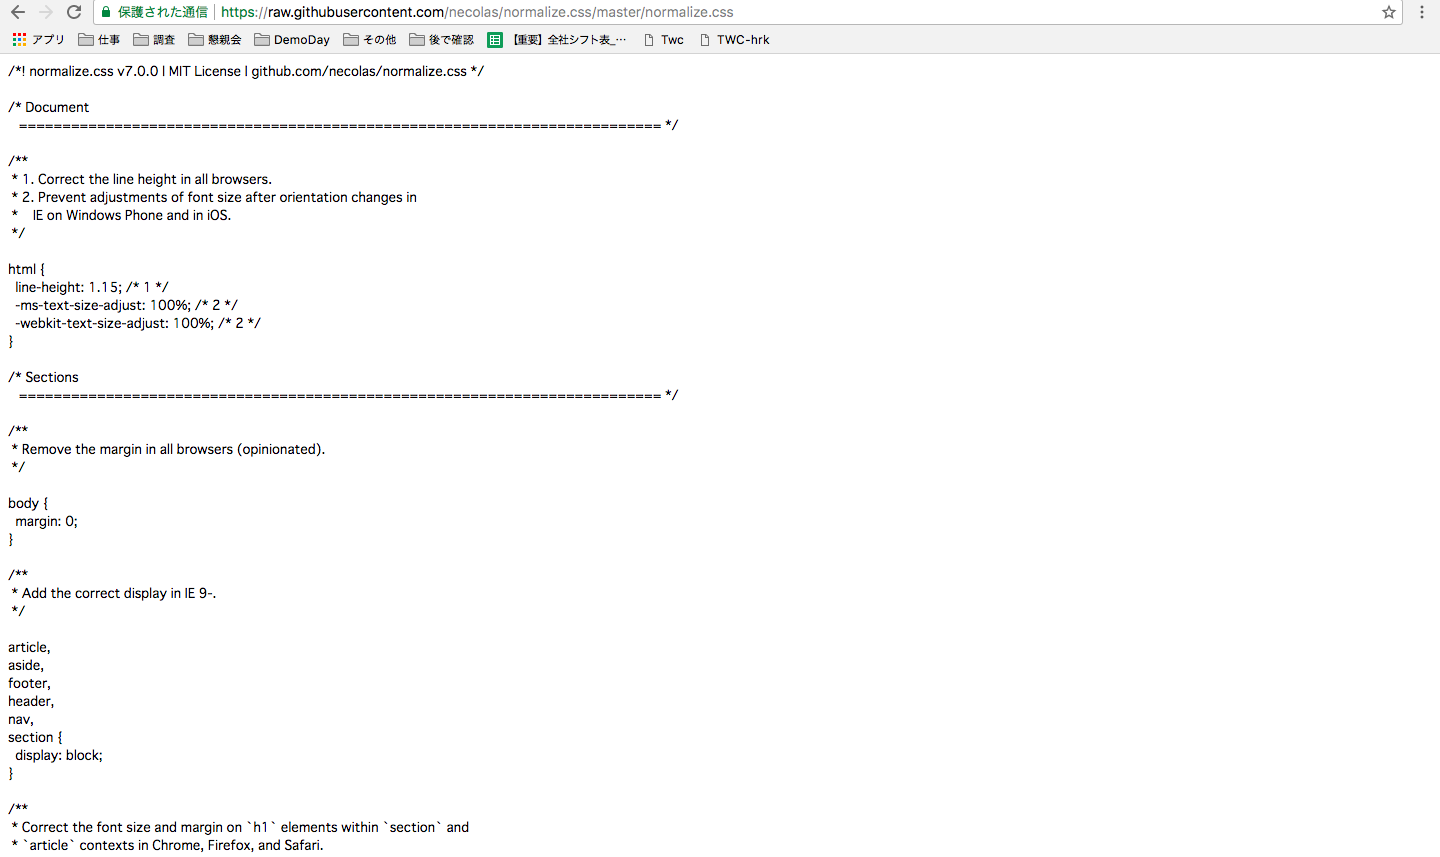 保護された通信 | https://raw.githubusercontent.com/necolas/normalize.css/master/normalize.css
アプリ 仕事 調査 懇親会 DemoDay その他 後で確認 【重要】全社シフト表_… Twc TWC-hrk
/*! normalize.css v7.0.0 | MIT License | github.com/necolas/normalize.css */
/* Document
========================================================================== */
/**
* 1. Correct the line height in all browsers.
* 2. Prevent adjustments of font size after orientation changes in
*    IE on Windows Phone and in iOS.
*/
html {
line-height: 1.15; /* 1 */
-ms-text-size-adjust: 100%; /* 2 */
-webkit-text-size-adjust: 100%; /* 2 */
}
/* Sections
========================================================================== */
/**
* Remove the margin in all browsers (opinionated).
*/
body {
margin: 0;
}
/**
* Add the correct display in IE 9-.
*/
article,
aside,
footer,
header,
nav,
section {
display: block;
}
/**
* Correct the font size and margin on `h1` elements within `section` and
* `article` contexts in Chrome, Firefox, and Safari.